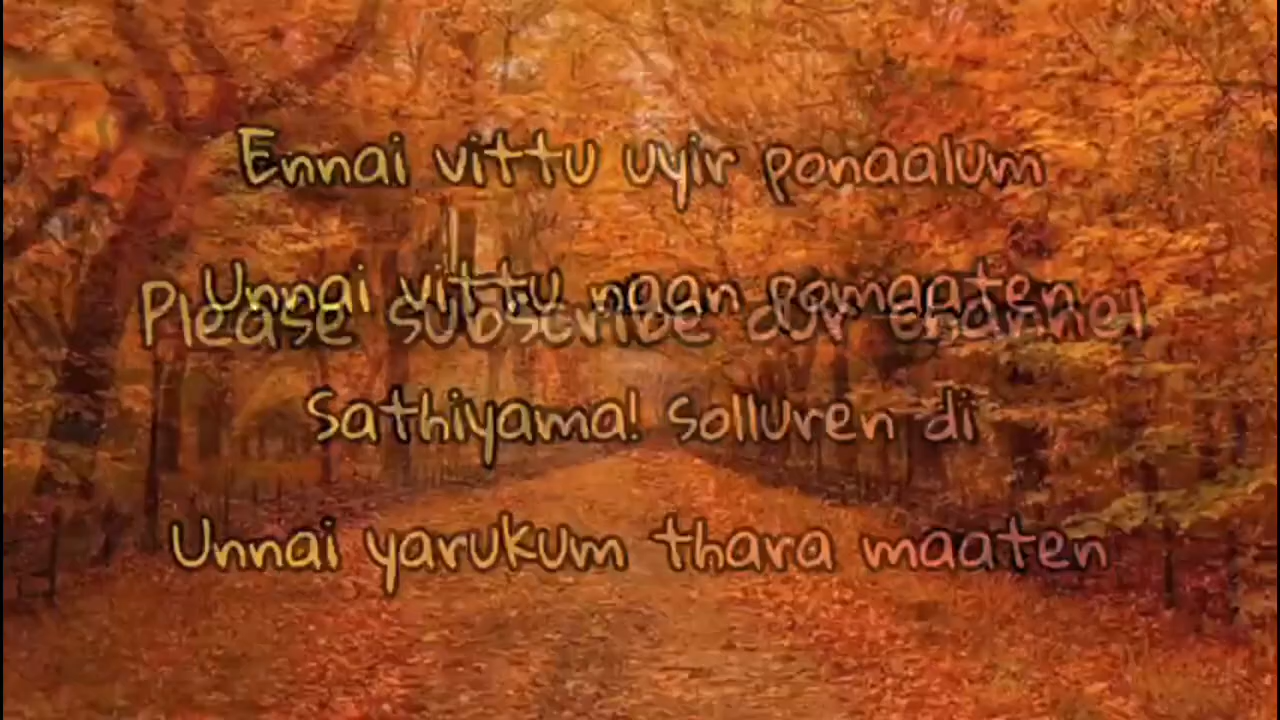 Ennai vittu uyir ponaalum
Unnai vittu naan pomaaten
Please subscribe our channel
Sathiyama! solluren di
Unnai yarukum thara maaten